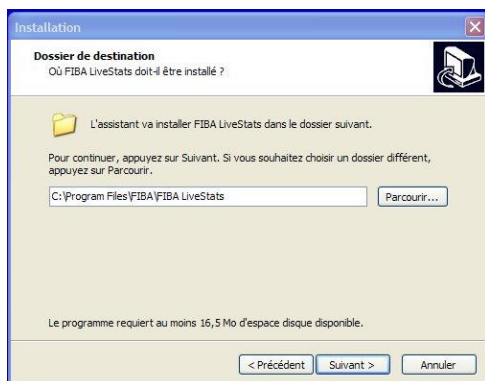 Installation
Dossier de destination
Où FIBA LiveStats doit-il être installé ?
L'assistant va installer FIBA LiveStats dans le dossier suivant.
Pour continuer, appuyez sur Suivant. Si vous souhaitez choisir un dossier différent,
appuyez sur Parcourir.
C:\Program Files\FIBA\FIBA LiveStats
Parcourir...
Le programme requiert au moins 16,5 Mo d'espace disque disponible.
< Précédent
Suivant >
Annuler